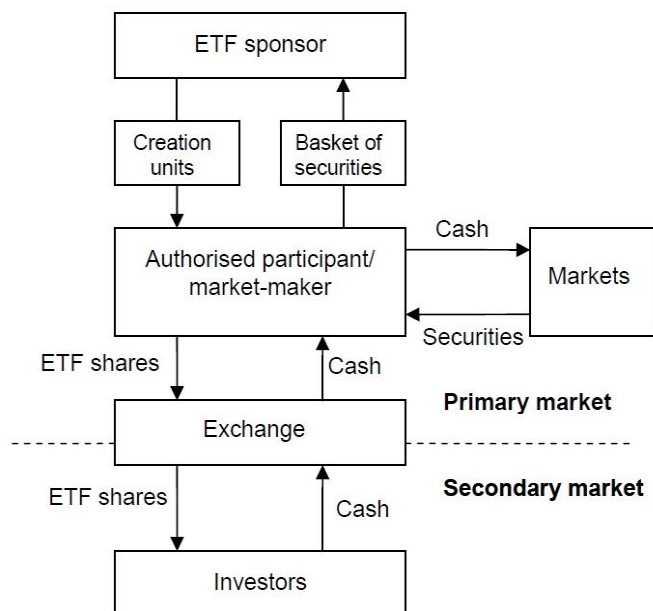 ETF sponsor
Creation
units
Basket of
securities
Authorised participant/
market-maker
Cash
Markets
Securities
ETF shares
Cash
Primary market
Exchange
ETF shares
Cash
Secondary market
Investors